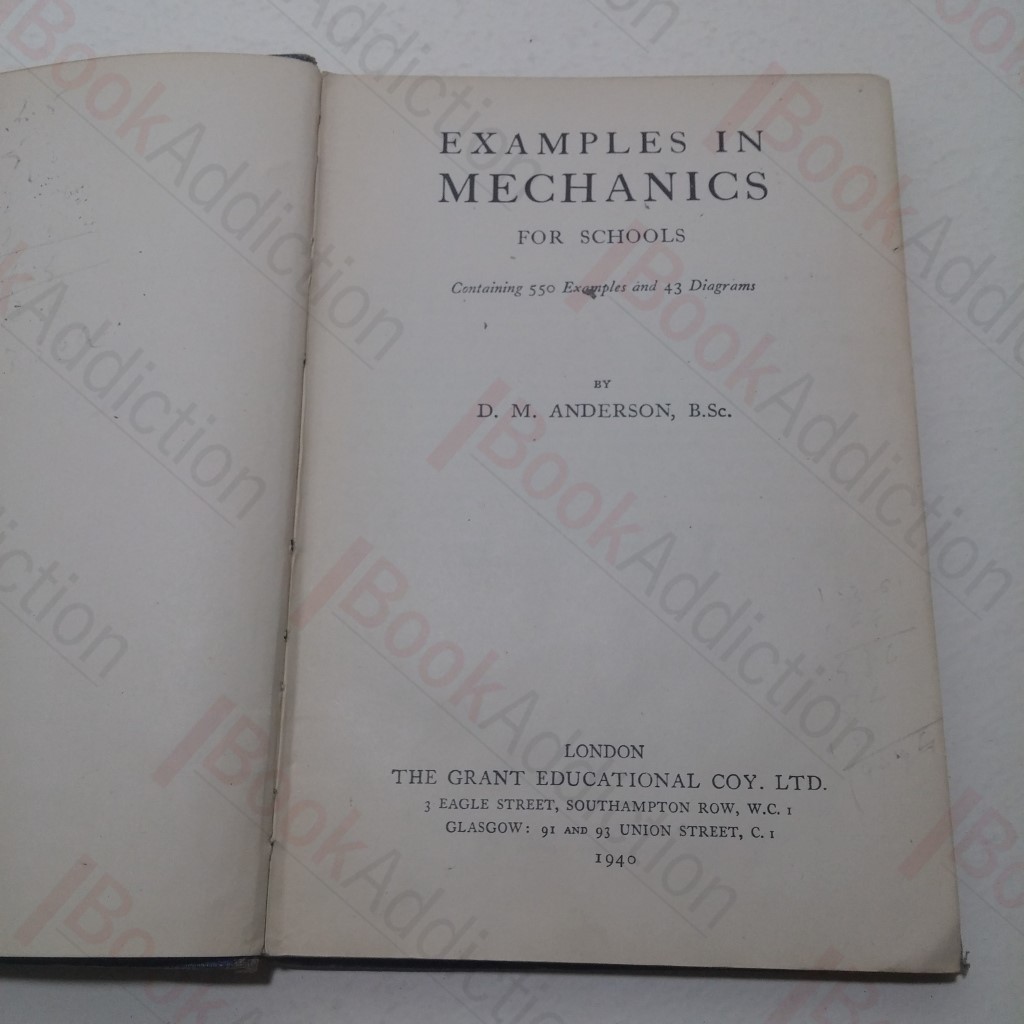 EXAMPLES IN
MECHANICS
FOR SCHOOLS
Containing 550 Examples and 43 Diagrams
BY
D. M. ANDERSON, B.Sc.
LONDON
THE GRANT EDUCATIONAL COY. LTD.
3 EAGLE STREET, SOUTHAMPTON ROW, W.C. 1
GLASGOW: 91 AND 93 UNION STREET, C. 1
1940
BookAddiction